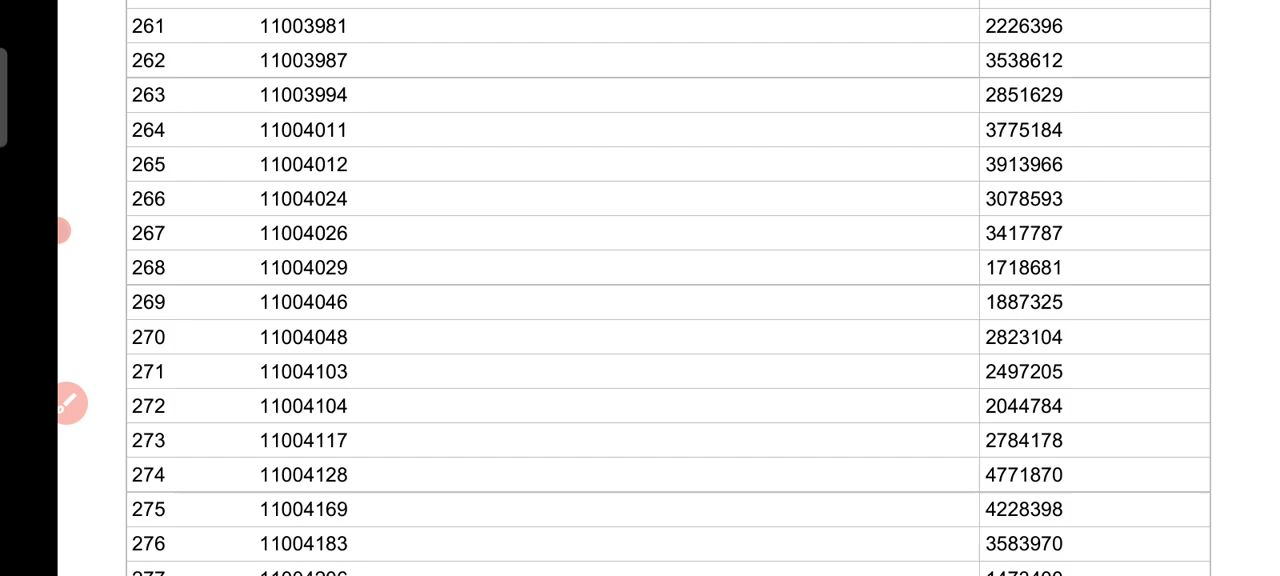 261 11003981 2226396
262 11003987 3538612
263 11003994 2851629
264 11004011 3775184
265 11004012 3913966
266 11004024 3078593
267 11004026 3417787
268 11004029 1718681
269 11004046 1887325
270 11004048 2823104
271 11004103 2497205
272 11004104 2044784
273 11004117 2784178
274 11004128 4771870
275 11004169 4228398
276 11004183 3583970